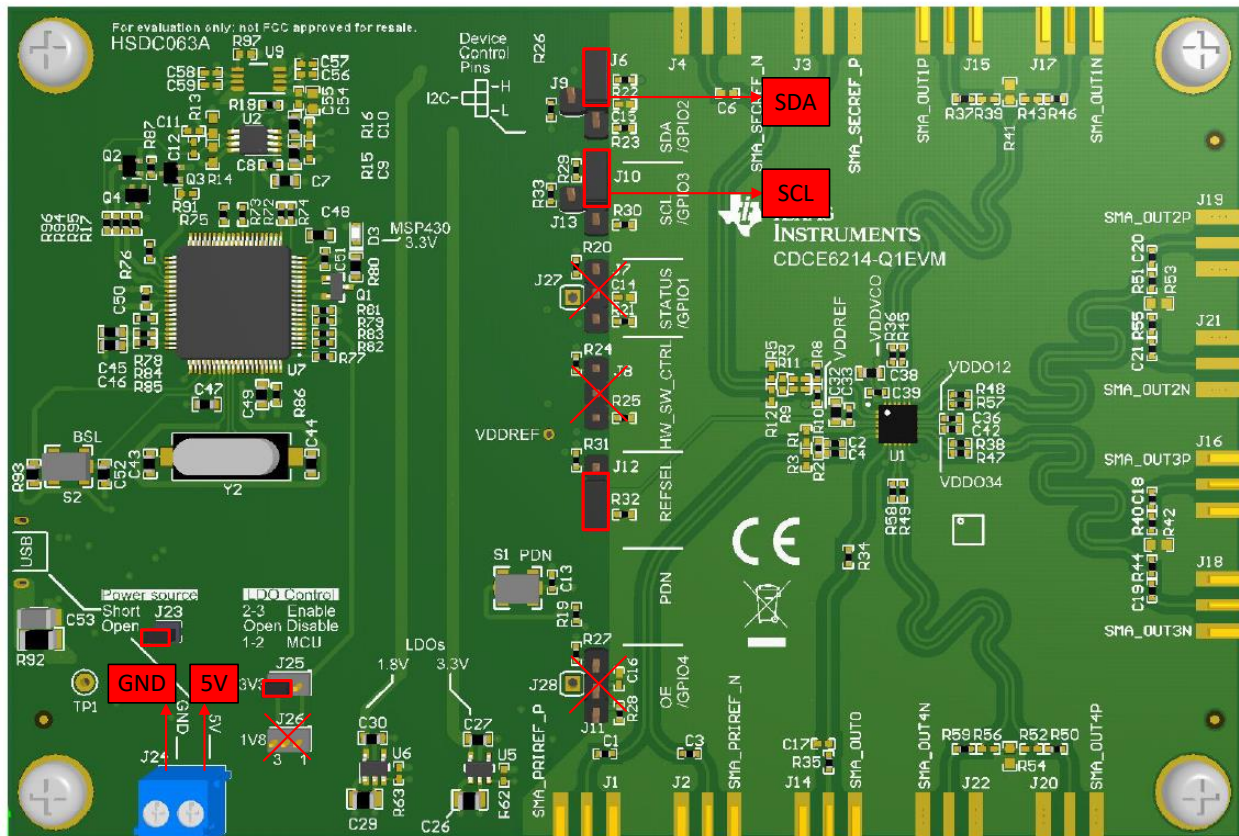 For evaluation only; not FCC approved for resale.
HSDC063A
R97
U9
C57
C56
C58
C59
R13
R18
C55
C54
C11
U2
R16
C10
R87
C12
Q2
Q3
R14
C8
C7
R15
C9
Q4
R91
R75
R73
R72
R74
R96
R94
R95
R17
C48
D3
MSP430
3.3V
R76
C51
R80
Q1
C50
R81
R79
R83
R82
R77
C45
C46
R78
R84
R85
U7
C47
C49
R86
BSL
R93
S2
C52
C43
Y2
C44
USB
Power source
Short
Open
J23
LDO Control
2-3 Enable
Open Disable
1-2 MCU
C53
R92
TP1
GND
5V
GND
5V
J24
J25
3V3
J26
1V8
3 1
LDOs
1.8V
3.3V
C30
C27
U6
U5
R63
R62
C29
C26
Device
Control
Pins
I2C
H
L
R26
J6
J9
R22
C15
R23
SDA
/GPIO2
SDA
R29
J10
R33
J13
R30
SCL
/GPIO3
SCL
R20
J7
J27
C14
R21
STATUS
/GPIO1
R24
J8
R25
HW_SW_CTRL
VDDREF
R31
J12
R32
REFSEL
S1 PDN
C13
R19
PDN
R27
J28
C16
R28
J11
OE
/GPIO4
J4
SMA_SECREF_N
J3
SMA_SECREF_P
C6
TEXAS
INSTRUMENTS
CDCE6214-Q1EVM
SMA_OUT1P
J15
J17
SMA_OUT1N
R37
R39
R41
R43
R46
J19
SMA_OUT2P
C20
R51
R53
R55
C21
J21
SMA_OUT2N
VDDREF
VDDVCO
R36
R45
R5
R7
R11
R8
C32
C33
C38
C39
R12
R9
R10
R1
R3
R2
C2
C4
U1
VDDO12
R48
R57
C36
C42
R38
R47
VDDO34
R58
R49
R34
J16
SMA_OUT3P
C18
R40
R42
R44
C19
J18
SMA_OUT3N
SMA_PRIREF_P
C1
J1
C3
J2
SMA_PRIREF_N
C17
R35
J14
SMA_OUT0
SMA_OUT4N
R59
R56
R54
R52
R50
J22
J20
SMA_OUT4P
CE